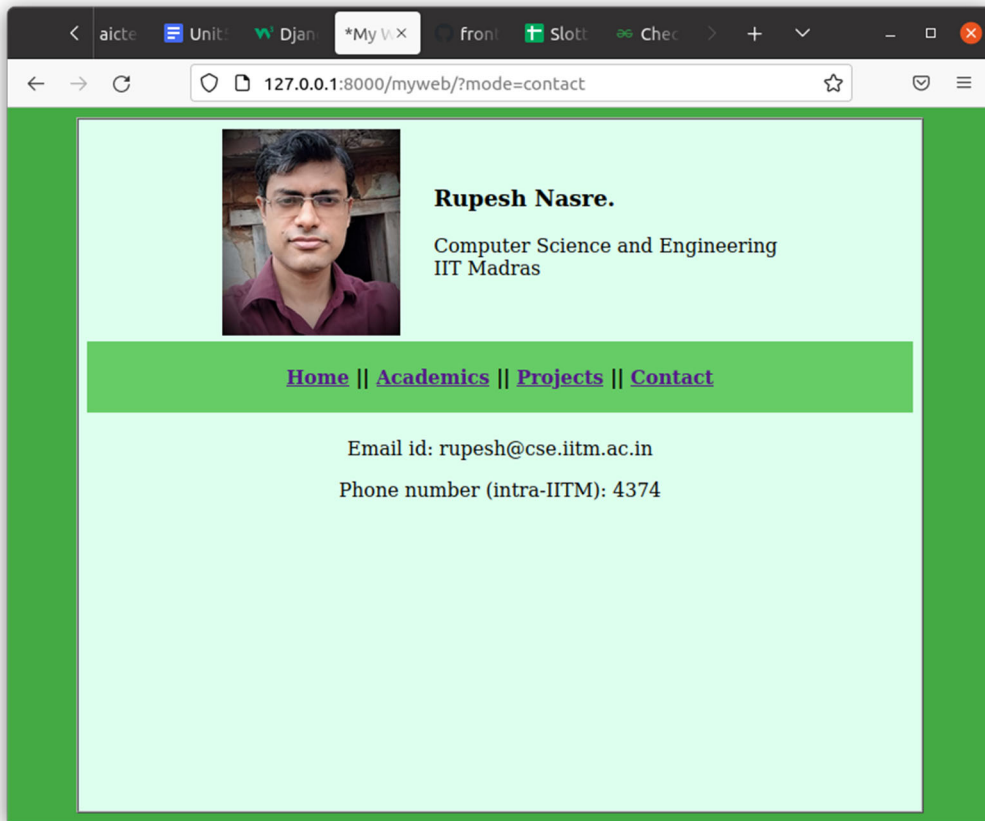 aicte Unit Djan *My W front Slott Chec
127.0.0.1:8000/myweb/?mode=contact
Rupesh Nasre.
Computer Science and Engineering
IIT Madras
Home || Academics || Projects || Contact
Email id: rupesh@cse.iitm.ac.in
Phone number (intra-IITM): 4374